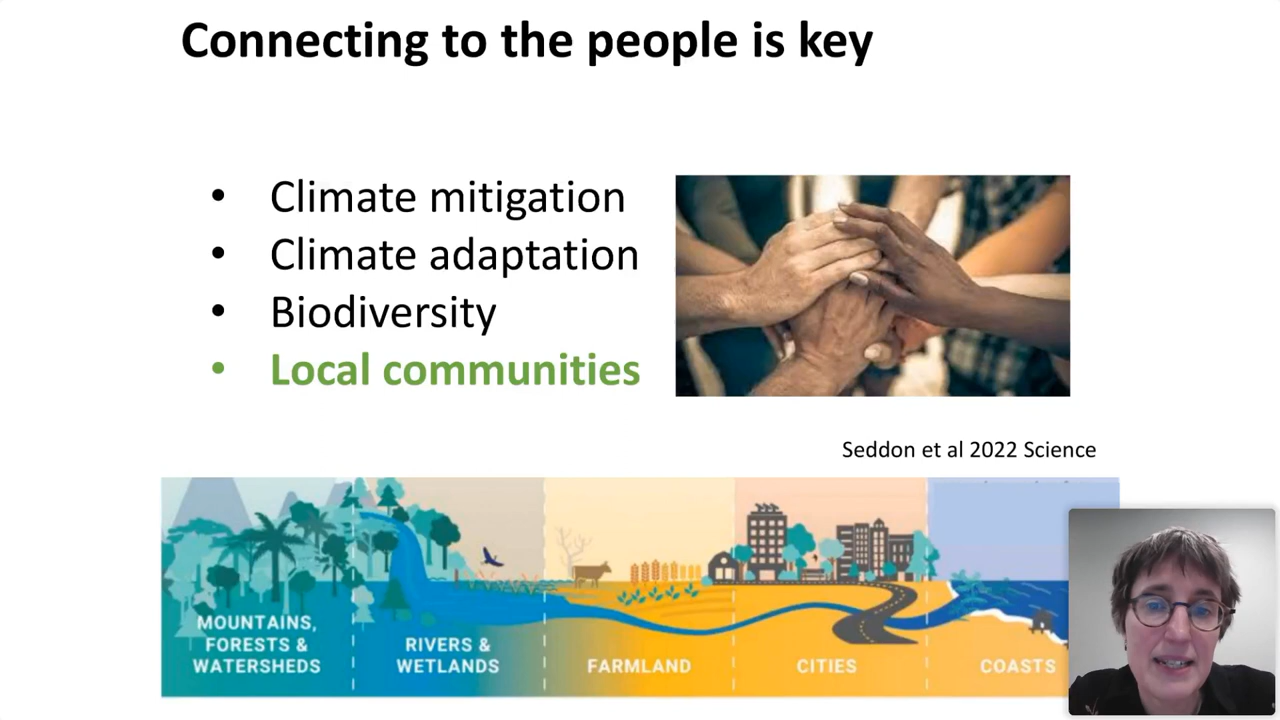 Connecting to the people is key
• Climate mitigation
• Climate adaptation
• Biodiversity
• Local communities
Seddon et al 2022 Science
MOUNTAINS,
FORESTS &
WATERSHEDS
RIVERS &
WETLANDS
FARMLAND
CITIES
COASTS